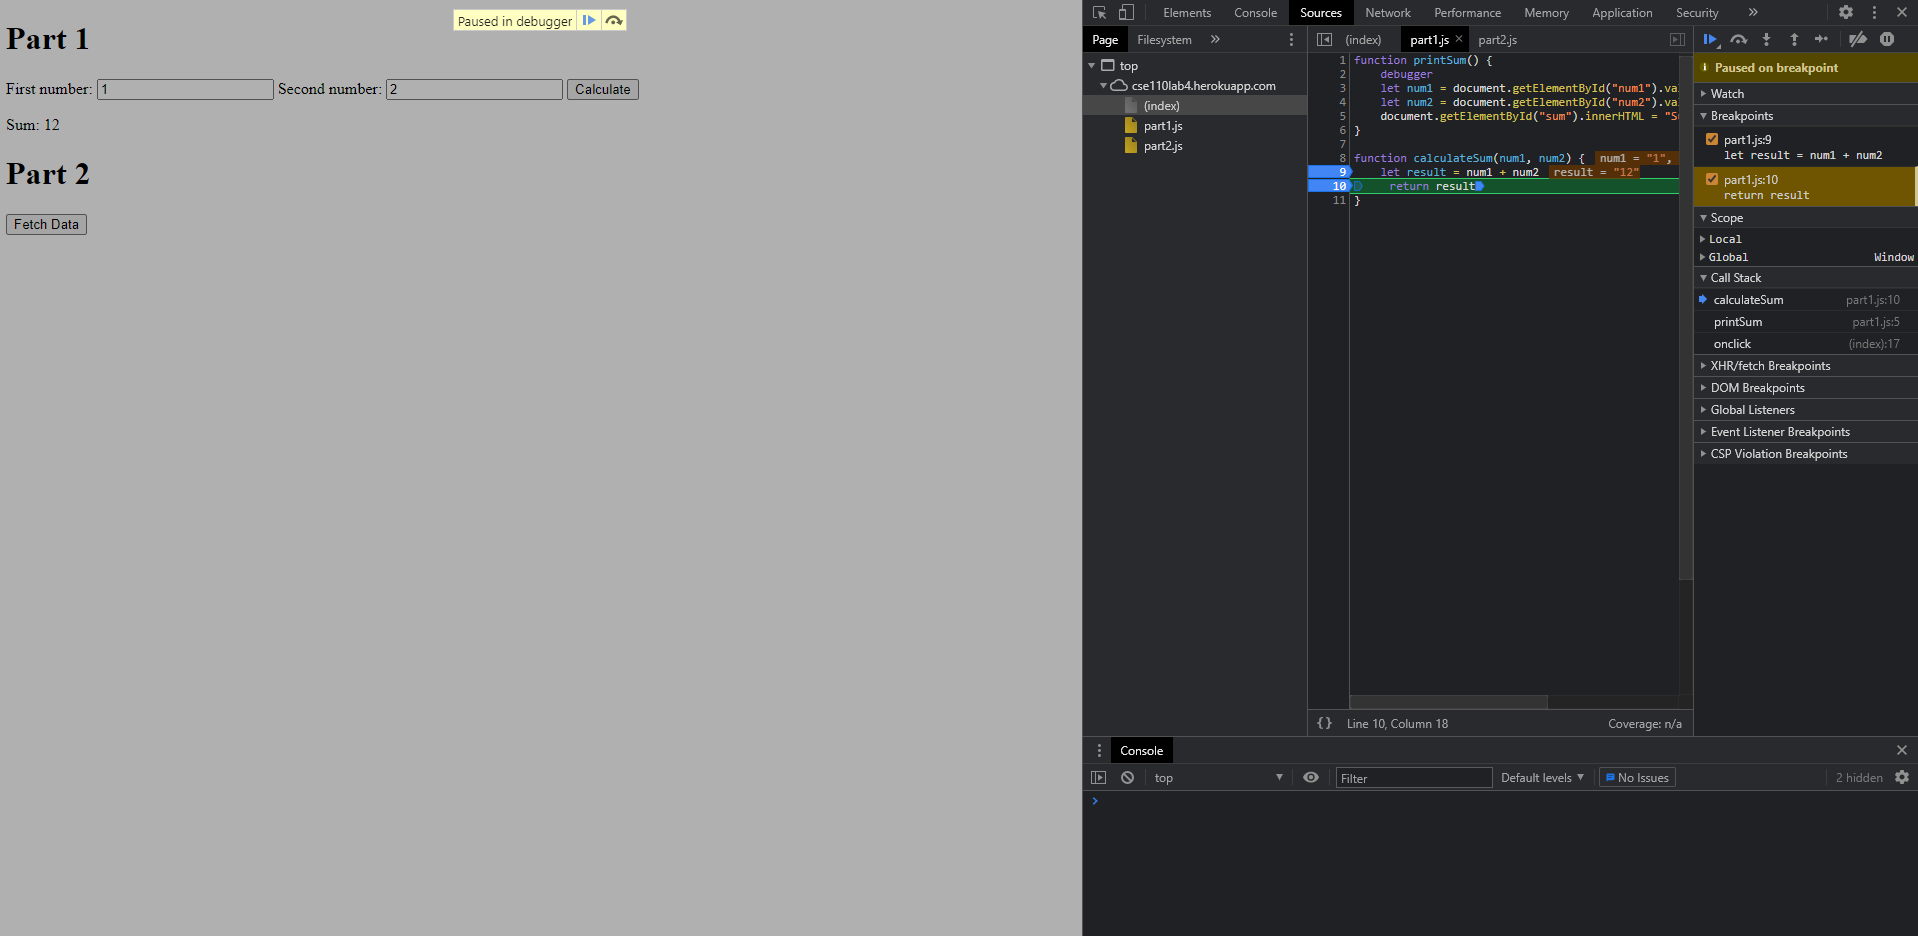 Paused in debugger
Part 1
First number: 1 Second number: 2 Calculate
Sum: 12
Part 2
Fetch Data
Elements Console Sources Network Performance Memory Application Security »
Page Filesystem »
top
cse110lab4.herokuapp.com
(index)
part1.js
part2.js
(index) part1.js × part2.js
1 function printSum() {
2 debugger
3 let num1 = document.getElementById("num1").va
4 let num2 = document.getElementById("num2").va
5 document.getElementById("sum").innerHTML = "S
6 }
7
8 function calculateSum(num1, num2) { num1 = "1",
9 let result = num1 + num2 result = "12"
10 return result
11 }
{} Line 10, Column 18 Coverage: n/a
Paused on breakpoint
Watch
Breakpoints
part1.js:9
let result = num1 + num2
part1.js:10
return result
Scope
Local
Global Window
Call Stack
calculateSum part1.js:10
printSum part1.js:5
onclick (index):17
XHR/fetch Breakpoints
DOM Breakpoints
Global Listeners
Event Listener Breakpoints
CSP Violation Breakpoints
Console
top Filter Default levels No Issues 2 hidden